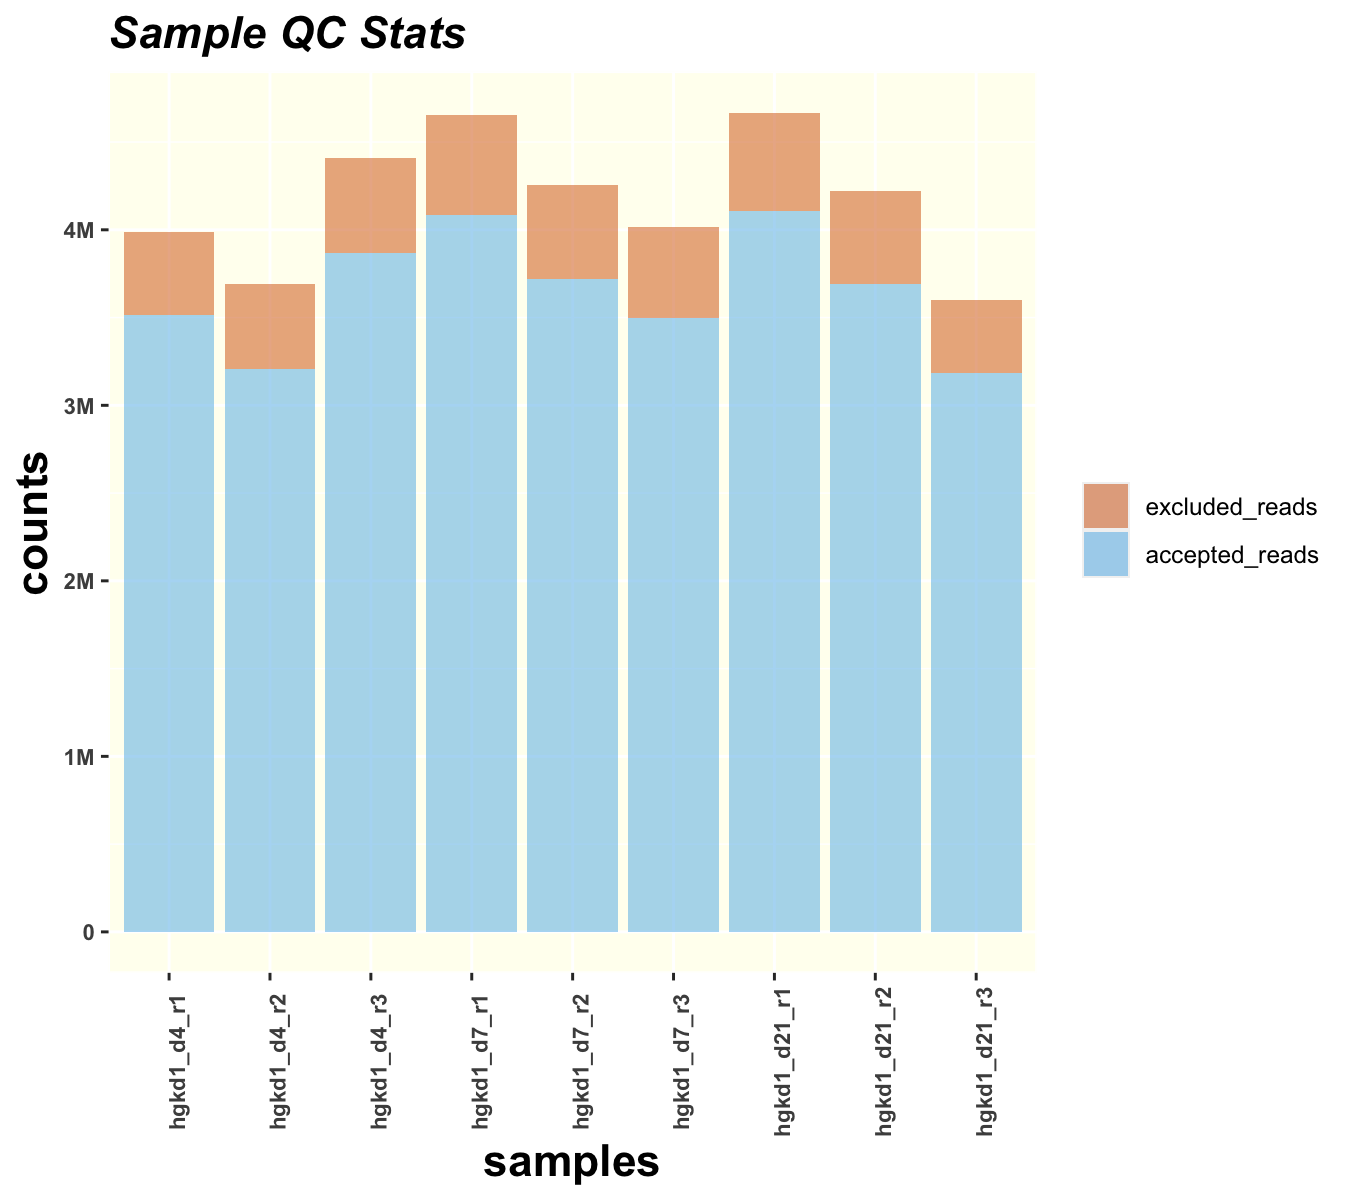 Sample QC Stats
counts
4M
3M
2M
1M
0
hgkd1_d4_r1
hgkd1_d4_r2
hgkd1_d4_r3
hgkd1_d7_r1
hgkd1_d7_r2
hgkd1_d7_r3
hgkd1_d21_r1
hgkd1_d21_r2
hgkd1_d21_r3
samples
excluded_reads
accepted_reads